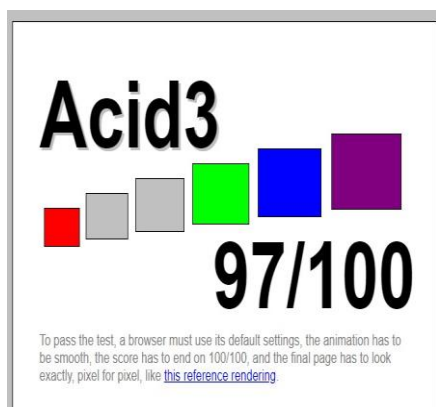 Acid3
97/100
To pass the test, a browser must use its default settings, the animation has to
be smooth, the score has to end on 100/100, and the final page has to look
exactly, pixel for pixel, like this reference rendering.